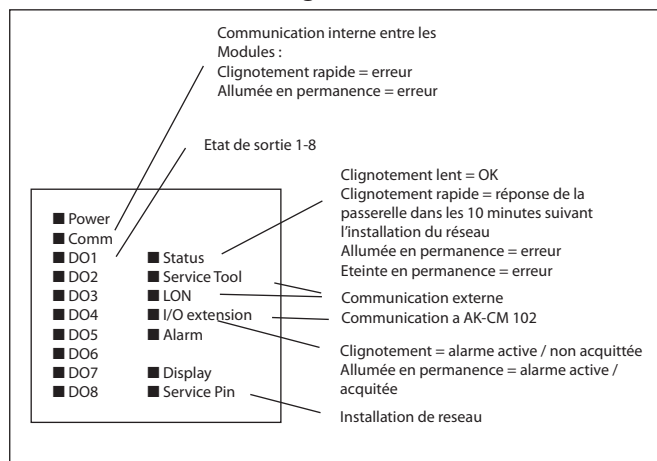 Communication interne entre les
Modules :
Clignotement rapide = erreur
Allumée en permanence = erreur
Etat de sortie 1-8
Clignotement lent = OK
Clignotement rapide = réponse de la
passerelle dans les 10 minutes suivant
l'installation du réseau
Allumée en permanence = erreur
Eteinte en permanence = erreur
Communication externe
Communication a AK-CM 102
Clignotement = alarme active / non acquittée
Allumée en permanence = alarme active /
acquitée
Installation de reseau
■ Power
■ Comm
■ DO1
■ DO2
■ DO3
■ DO4
■ DO5
■ DO6
■ DO7
■ DO8
■ Status
■ Service Tool
■ LON
■ I/O extension
■ Alarm
■ Display
■ Service Pin